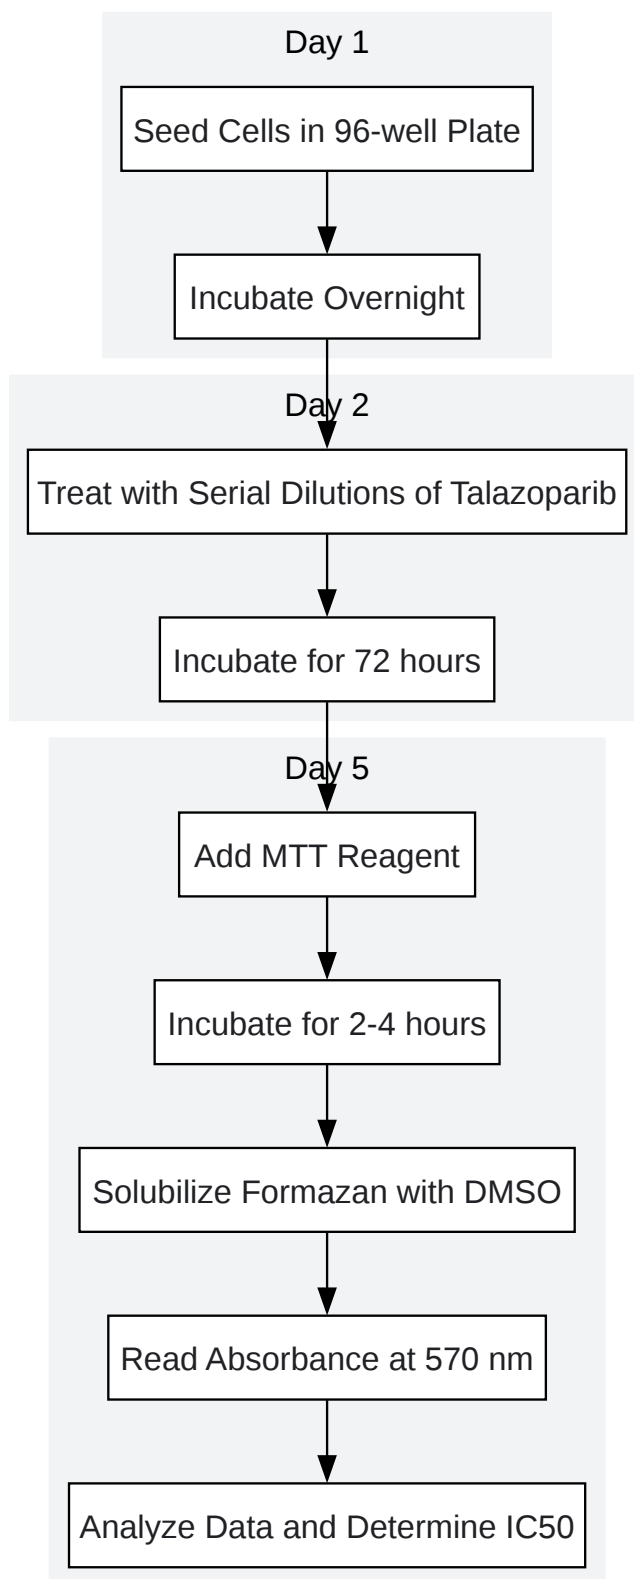 Day 1
Seed Cells in 96-well Plate
Incubate Overnight
Day 2
Treat with Serial Dilutions of Talazoparib
Incubate for 72 hours
Day 5
Add MTT Reagent
Incubate for 2-4 hours
Solubilize Formazan with DMSO
Read Absorbance at 570 nm
Analyze Data and Determine IC50